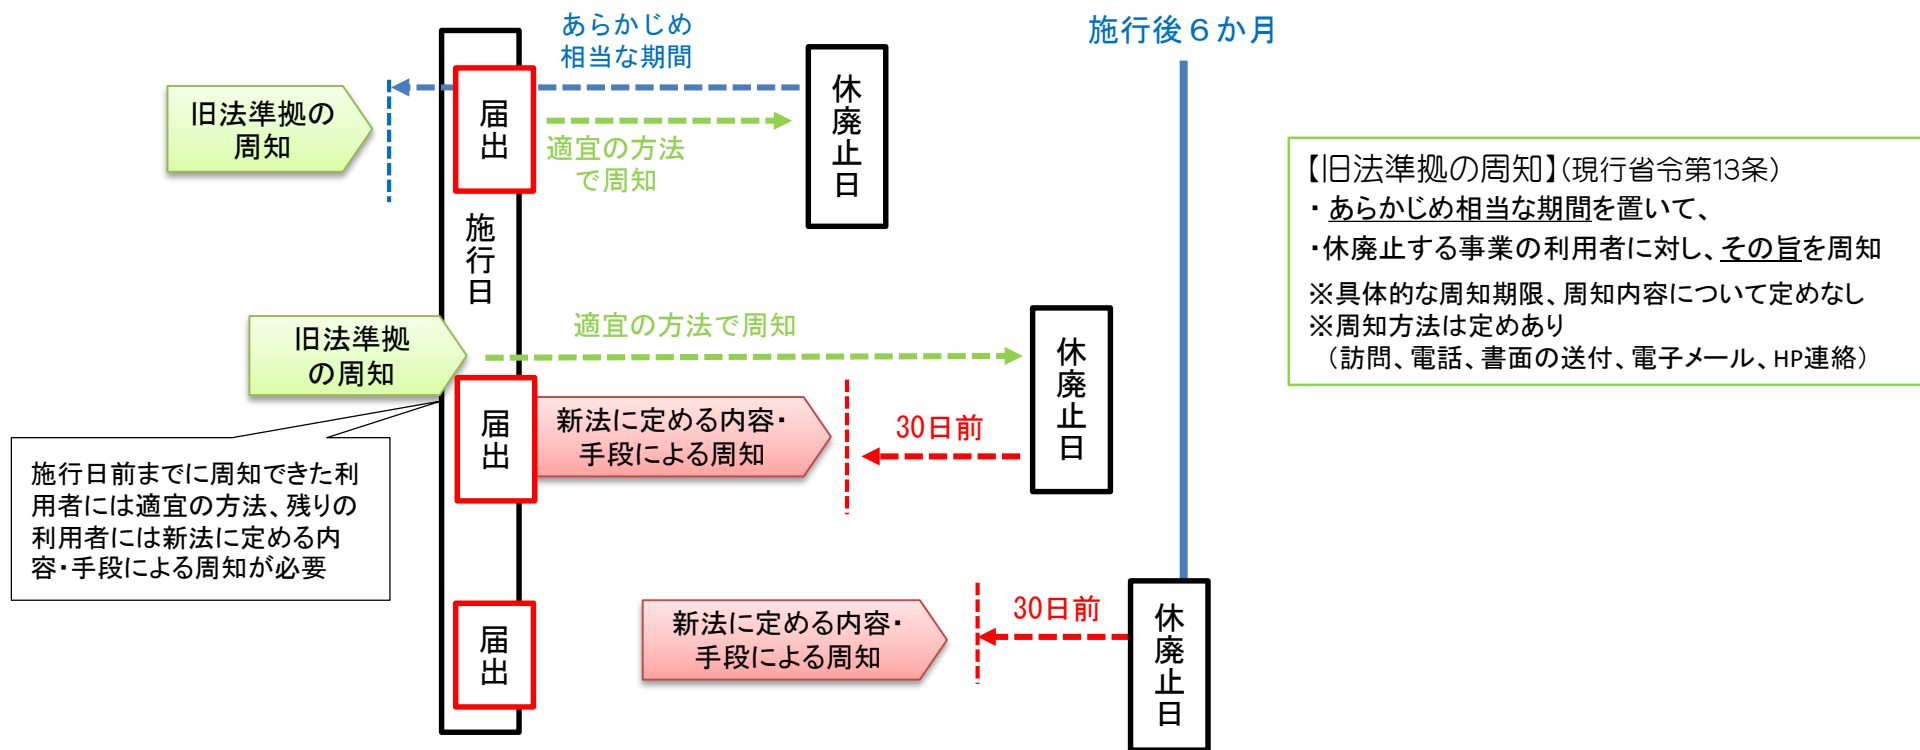 施行後６か月
あらかじめ
相当な期間
旧法準拠の
周知
届出
適宜の方法
で周知
休廃止日
施行日
【旧法準拠の周知】(現行省令第13条)
・ あらかじめ相当な期間を置いて、
・休廃止する事業の利用者に対し、その旨を周知
※具体的な周知期限、周知内容について定めなし
※周知方法は定めあり
（訪問、電話、書面の送付、電子メール、HP連絡）
旧法準拠
の周知
適宜の方法で周知
休廃止日
届出
新法に定める内容・
手段による周知
30日前
施行日前までに周知できた利
用者には適宜の方法、残りの
利用者には新法に定める内
容・手段による周知が必要
届出
新法に定める内容・
手段による周知
30日前
休廃止日